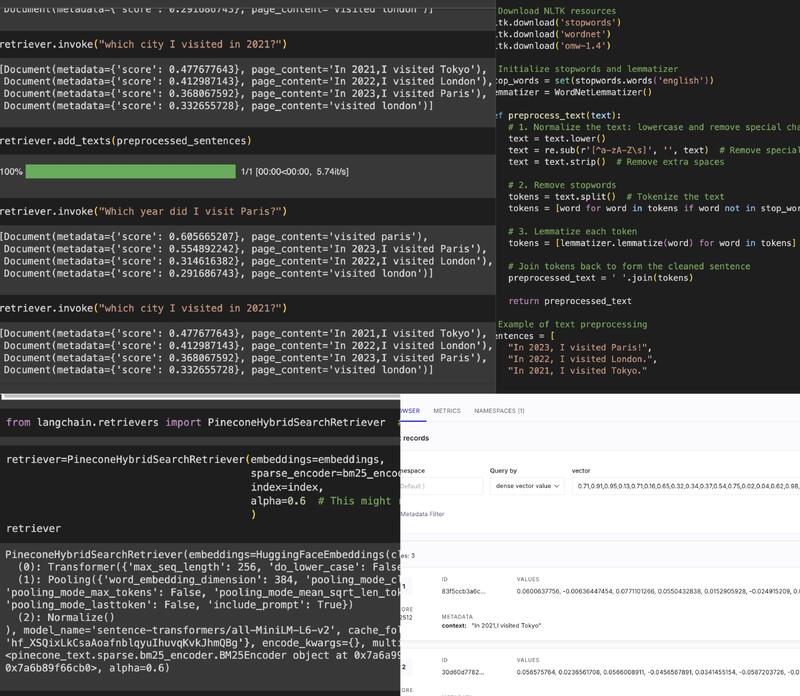 Document(metadata={'score': 0.291686743}, page_content='visited london')]
retriever.invoke("which city I visited in 2021?")
[Document(metadata={'score': 0.477677643}, page_content='In 2021,I visited Tokyo'),
Document(metadata={'score': 0.412987101}, page_content='In 2022,I visited London'),
Document(metadata={'score': 0.368067592}, page_content='In 2023,I visited Paris'),
Document(metadata={'score': 0.332655728}, page_content='visited london')]
retriever.add_texts(preprocessed_sentences)
100% 1/1 [00:00<00:00, 5.74it/s]
retriever.invoke("Which year did I visit Paris?")
[Document(metadata={'score': 0.605665207}, page_content='visited paris'),
Document(metadata={'score': 0.554892242}, page_content='In 2023,I visited Paris'),
Document(metadata={'score': 0.314616382}, page_content='In 2022,I visited London'),
Document(metadata={'score': 0.291686743}, page_content='visited london')]
retriever.invoke("which city I visited in 2021?")
[Document(metadata={'score': 0.477677643}, page_content='In 2021,I visited Tokyo'),
Document(metadata={'score': 0.412987101}, page_content='In 2022,I visited London'),
Document(metadata={'score': 0.368067592}, page_content='In 2023,I visited Paris'),
Document(metadata={'score': 0.332655728}, page_content='visited london')]
Download NLTK resources
ltk.download('stopwords')
ltk.download('wordnet')
ltk.download('omw-1.4')
Initialize stopwords and lemmatizer
op_words = set(stopwords.words('english'))
emmatizer = WordNetLemmatizer()
ef preprocess_text(text):
# 1. Normalize the text: lowercase and remove special cha
text = text.lower()
text = re.sub(r'[^a-zA-Z\s]', '', text)  # Remove special
text = text.strip()  # Remove extra spaces
# 2. Remove stopwords
tokens = text.split()  # Tokenize the text
tokens = [word for word in tokens if word not in stop_wor
# 3. Lemmatize each token
tokens = [lemmatizer.lemmatize(word) for word in tokens]
# Join tokens back to form the cleaned sentence
preprocessed_text = ' '.join(tokens)
return preprocessed_text
Example of text preprocessing
entences = [
"In 2023, I visited Paris!",
"In 2022, I visited London.",
"In 2021, I visited Tokyo."
from langchain.retrievers import PineconeHybridSearchRetriever
retriever=PineconeHybridSearchRetriever(embeddings=embeddings,
sparse_encoder=bm25_enco
index=index,
alpha=0.6  # This might
)
retriever
PineconeHybridSearchRetriever(embeddings=HuggingFaceEmbeddings(c
(0): Transformer({'max_seq_length': 256, 'do_lower_case': Fals
(1): Pooling({'word_embedding_dimension': 384, 'pooling_mode_c
'pooling_mode_max_tokens': False, 'pooling_mode_mean_sqrt_len_tok
'pooling_mode_lasttoken': False, 'include_prompt': True})
(2): Normalize()
), model_name='sentence-transformers/all-MiniLM-L6-v2', cache_fol
'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'}, encode_kwargs={}, multi
<pinecone_text.sparse.bm25_encoder.BM25Encoder object at 0x7a6a99
0x7a6b89f66cb0>, alpha=0.6)
OWSER METRICS NAMESPACES (1)
records
mespace Query by vector
Default ) dense vector value 0.71,0.91,0.95,0.13,0.71,0.16,0.65,0.32,0.34,0.37,0.54,0.75,0.02,0.04,0.62,0.98,
Metadata Filter
es: 3
1 ID VALUES
83f5ccb3a6c... 0.0600637756, -0.00636447454, 0.0771101266, 0.0550432838, 0.0152905928, -0.024915209, 0
ORE METADATA
2512 context: "In 2021,I visited Tokyo"
2 ID VALUES
30d60d7782... 0.056575764, 0.0236561708, 0.0566008911, -0.0456567891, 0.0341455154, -0.0587203726, -0